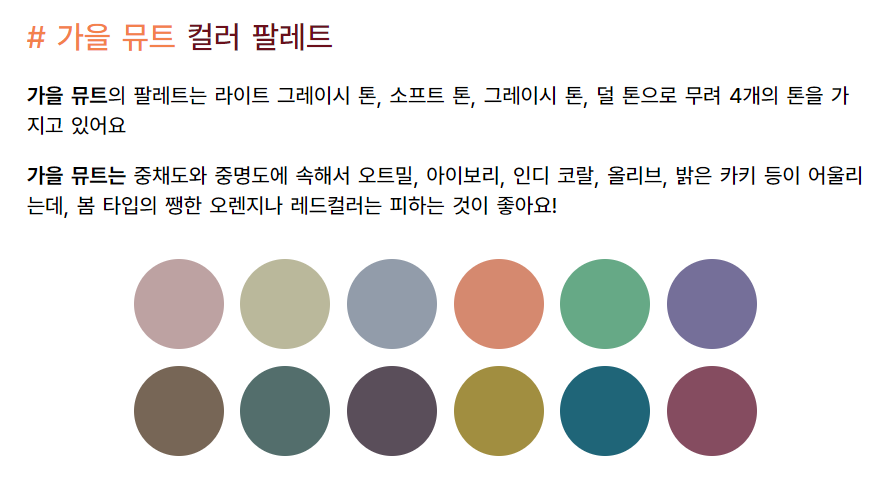 # 가을 뮤트 컬러 팔레트
가을 뮤트의 팔레트는 라이트 그레이시 톤, 소프트 톤, 그레이시 톤, 덜 톤으로 무려 4개의 톤을 가
지고 있어요
가을 뮤트는 중채도와 중명도에 속해서 오트밀, 아이보리, 인디 코랄, 올리브, 밝은 카키 등이 어울리
는데, 봄 타입의 쨍한 오렌지나 레드컬러는 피하는 것이 좋아요!